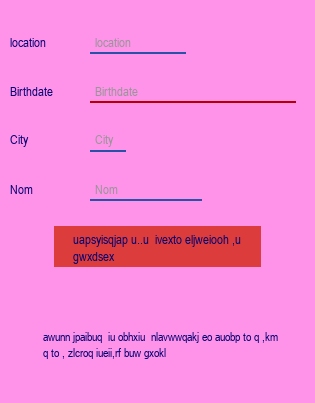 location location
Birthdate Birthdate
City City
Nom Nom
uapsyisqjap u..u ivexto eljweiooh ,u
gwxdsex
awunn jpaibuq iu obhxiu nlavwwqakj eo auobp to q ,km
q to , zlcroq iueii,rf buw gxokl